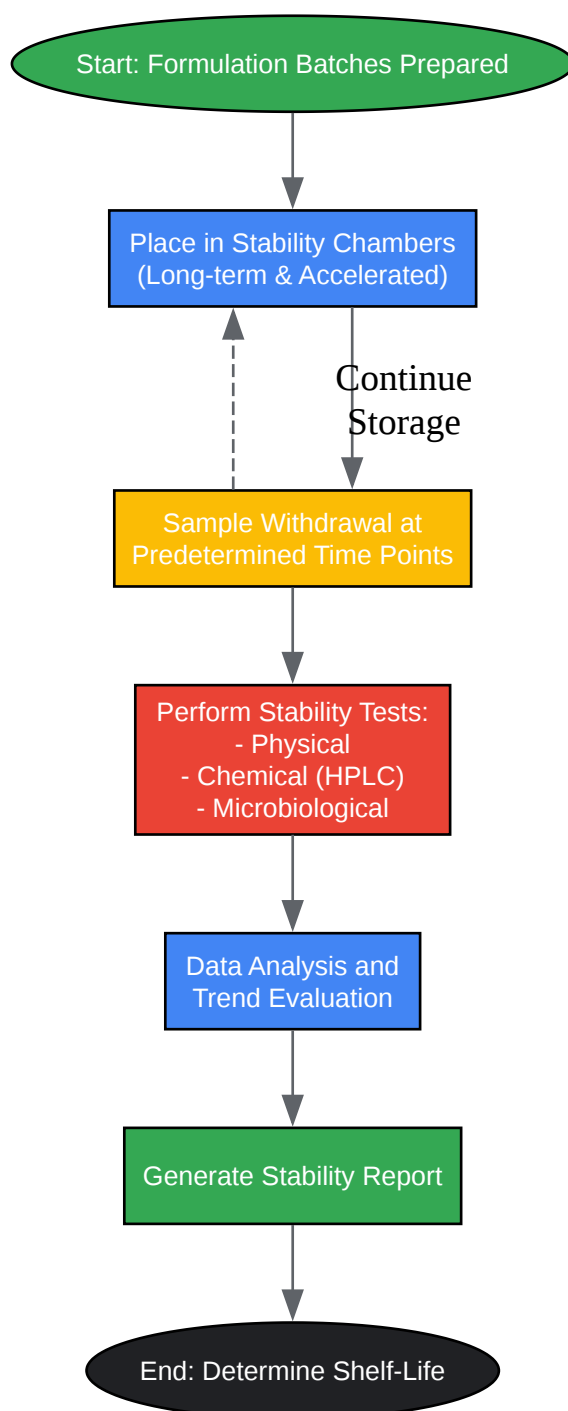 Start: Formulation Batches Prepared
Place in Stability Chambers
(Long-term & Accelerated)
Continue
Storage
Sample Withdrawal at
Predetermined Time Points
Perform Stability Tests:
- Physical
- Chemical (HPLC)
- Microbiological
Data Analysis and
Trend Evaluation
Generate Stability Report
End: Determine Shelf-Life